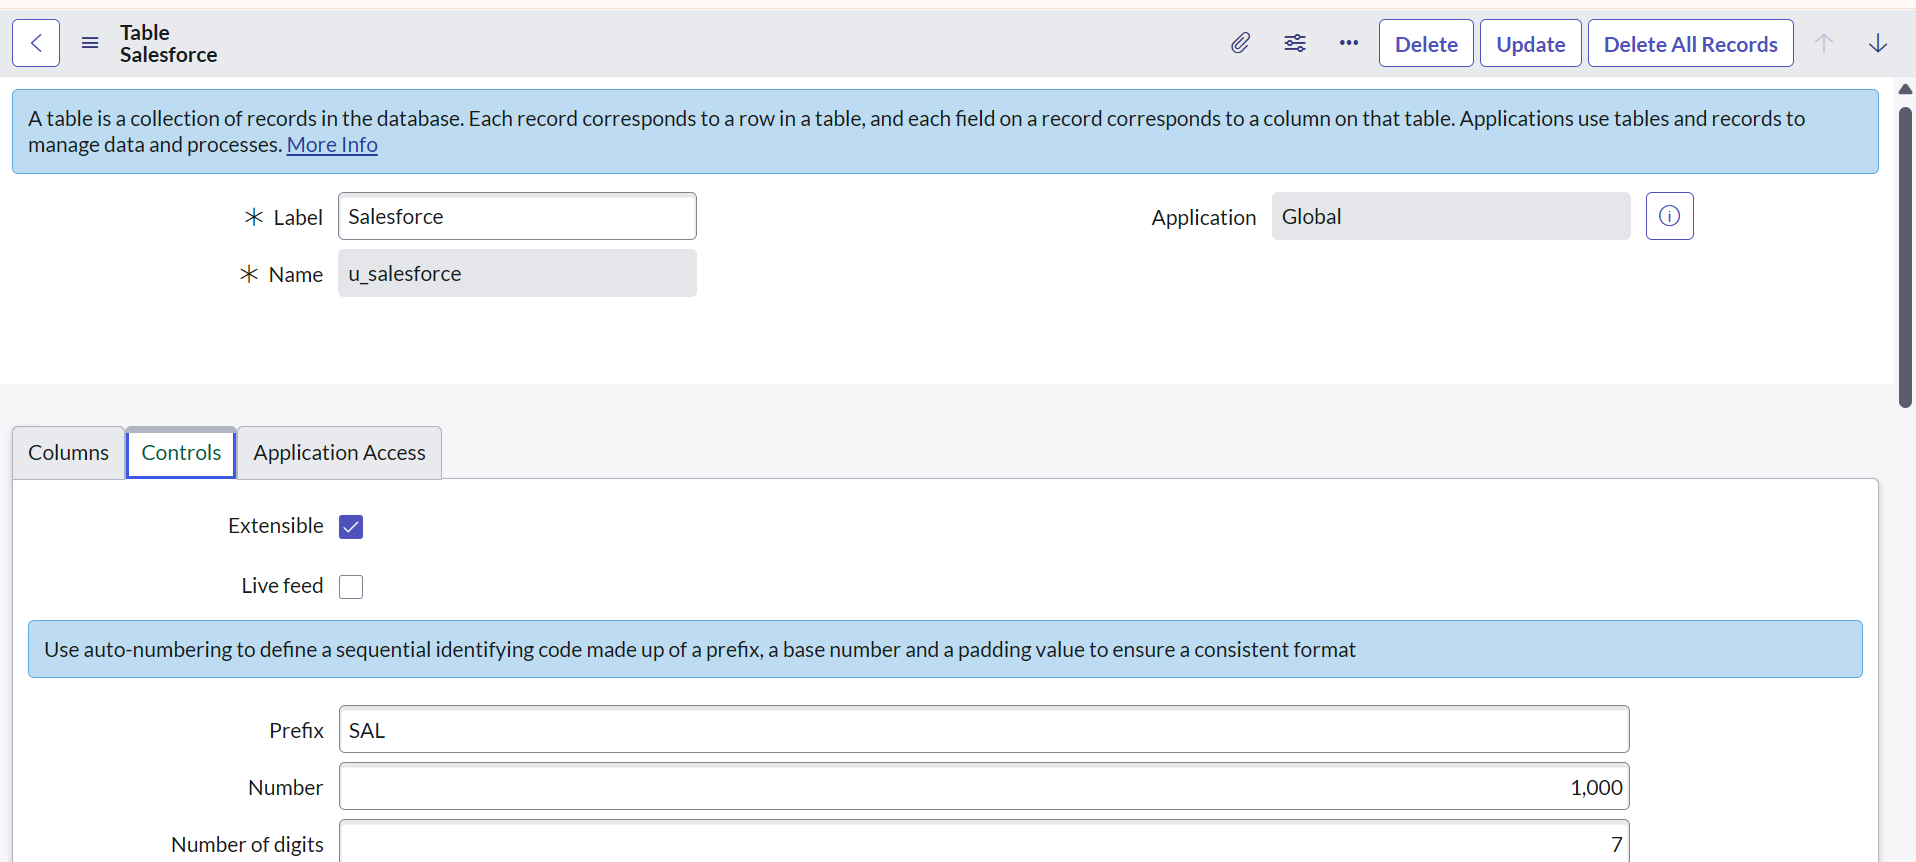 Table
Salesforce
Delete
Update
Delete All Records
A table is a collection of records in the database. Each record corresponds to a row in a table, and each field on a record corresponds to a column on that table. Applications use tables and records to
manage data and processes. More Info
Label
Salesforce
Application
Global
Name
u_salesforce
Columns
Controls
Application Access
Extensible
Live feed
Use auto-numbering to define a sequential identifying code made up of a prefix, a base number and a padding value to ensure a consistent format
Prefix
SAL
Number
1,000
Number of digits
7